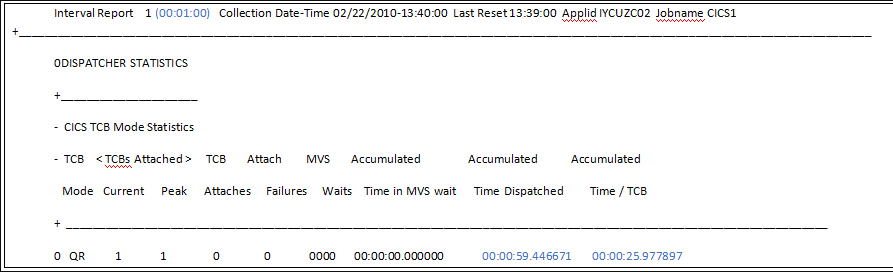 Interval Report 1 (00:01:00) Collection Date-Time 02/22/2010-13:40:00 Last Reset 13:39:00 Applid IYCUZC02 Jobname CICS1
+
0DISPATCHER STATISTICS
+
- CICS TCB Mode Statistics
- TCB < TCBs Attached > TCB Attach MVS Accumulated Accumulated Accumulated
Mode Current Peak Attaches Failures Waits Time in MVS wait Time Dispatched Time / TCB
+
0 QR 1 1 0 0 0000 00:00:00.000000 00:00:59.446671 00:00:25.977897